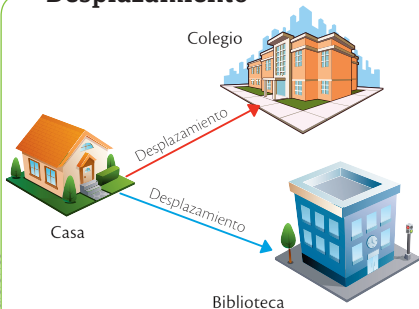 Desplazamiento
Colegio
Desplazamiento
Casa
Desplazamiento
Biblioteca